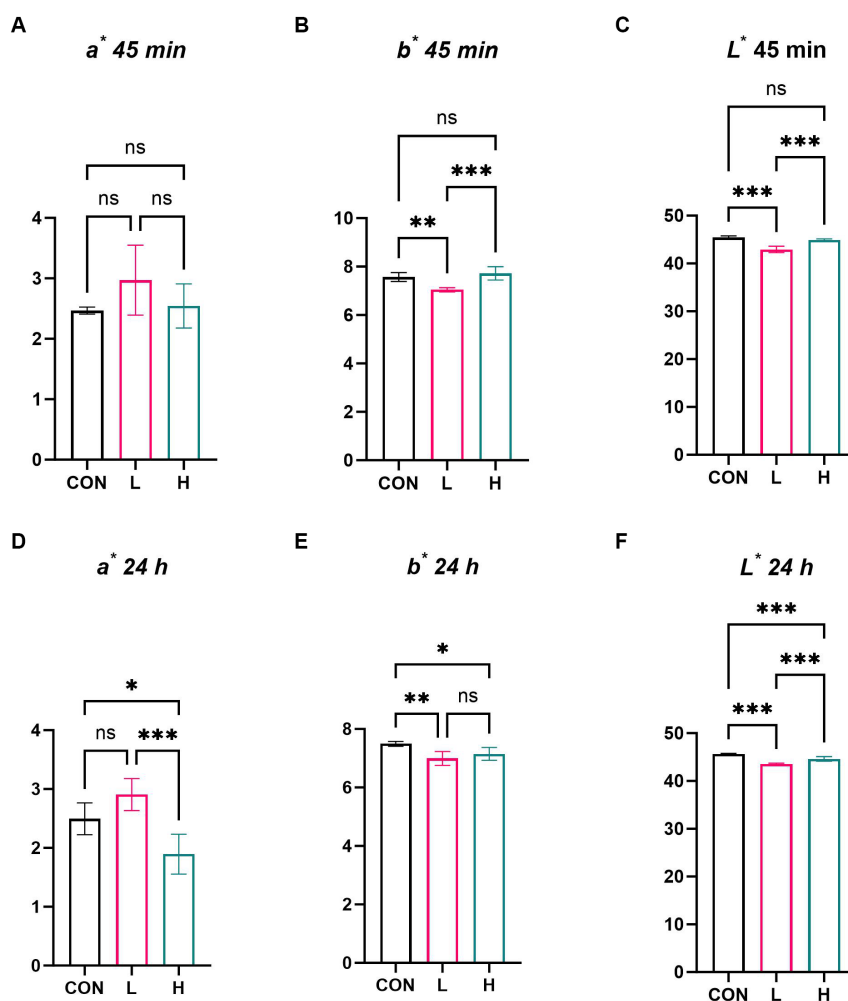 A
a* 45 min
ns
ns
ns
4
3
2
1
0
CON
L
H
B
b* 45 min
ns
***
**
10
8
6
4
2
0
CON
L
H
C
L* 45 min
ns
***
***
50
40
30
20
10
0
CON
L
H
D
a* 24 h
*
ns
***
4
3
2
1
0
CON
L
H
E
b* 24 h
*
**
ns
8
6
4
2
0
CON
L
H
F
L* 24 h
***
***
***
50
40
30
20
10
0
CON
L
H